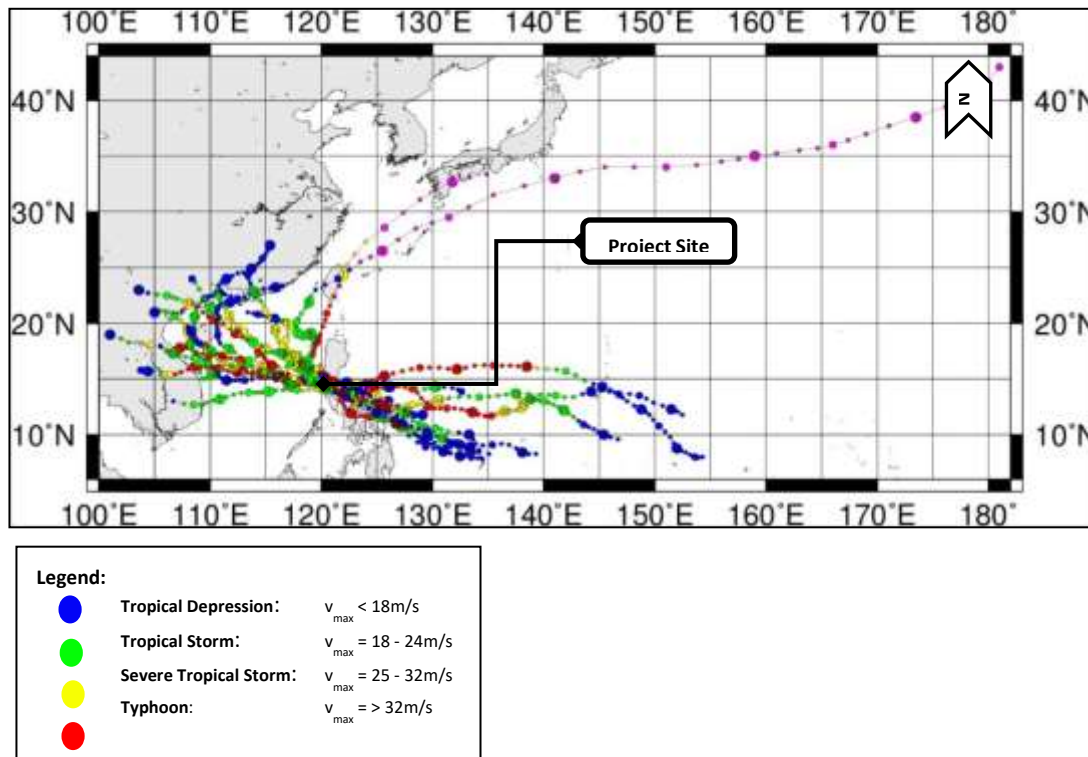 100°E 110°E 120°E 130°E 140°E 150°E 160°E 170°E 180°
40°N 40°N
N
30°N 30°N
Project Site
20°N 20°N
10°N 10°N
100°E 110°E 120°E 130°E 140°E 150°E 160°E 170°E 180°
Legend:
Tropical Depression: vmax < 18m/s
Tropical Storm: vmax = 18 - 24m/s
Severe Tropical Storm: vmax = 25 - 32m/s
Typhoon: vmax = > 32m/s